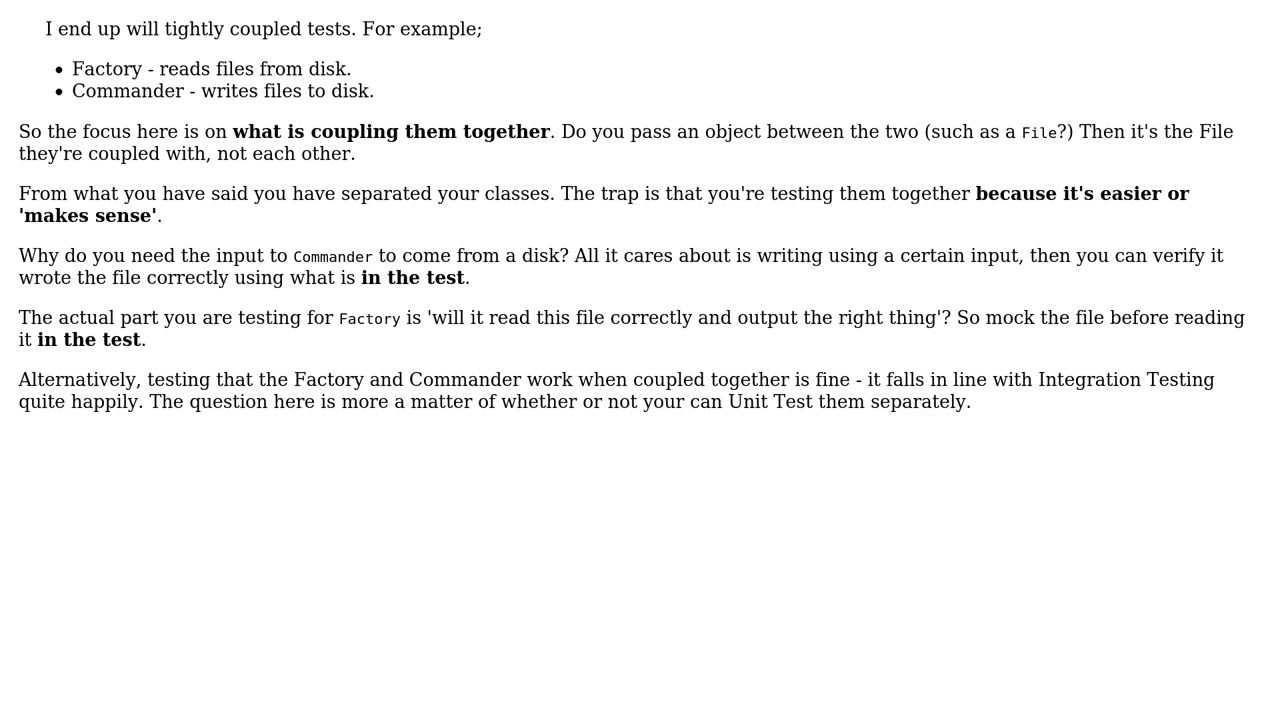 I end up will tightly coupled tests. For example;
• Factory - reads files from disk.
• Commander - writes files to disk.
So the focus here is on what is coupling them together. Do you pass an object between the two (such as a File?) Then it's the File
they're coupled with, not each other.
From what you have said you have separated your classes. The trap is that you're testing them together because it's easier or
'makes sense'.
Why do you need the input to Commander to come from a disk? All it cares about is writing using a certain input, then you can verify it
wrote the file correctly using what is in the test.
The actual part you are testing for Factory is 'will it read this file correctly and output the right thing'? So mock the file before reading
it in the test.
Alternatively, testing that the Factory and Commander work when coupled together is fine - it falls in line with Integration Testing
quite happily. The question here is more a matter of whether or not your can Unit Test them separately.